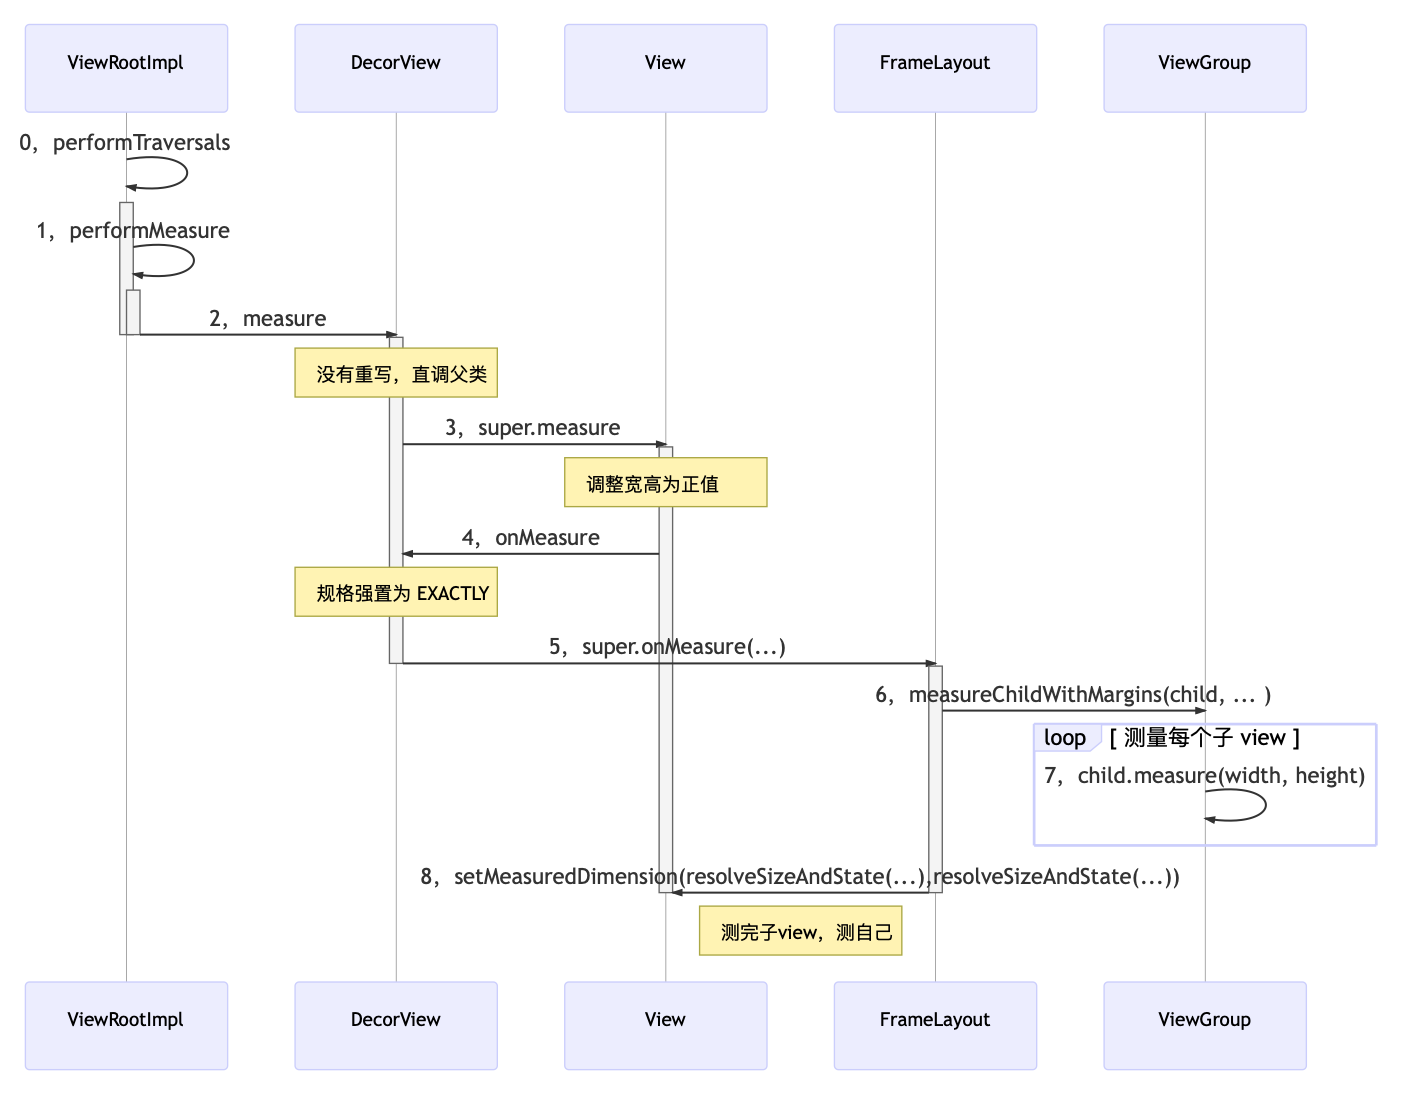 ViewRootImpl
DecorView
View
FrameLayout
ViewGroup
0，performTraversals
1，performMeasure
2，measure
没有重写，直调父类
3，super.measure
调整宽高为正值
4，onMeasure
规格强置为 EXACTLY
5，super.onMeasure(...)
6，measureChildWithMargins(child, ... )
loop
[ 测量每个子 view ]
7，child.measure(width, height)
8，setMeasuredDimension(resolveSizeAndState(...),resolveSizeAndState(...))
测完子view，测自己
ViewRootImpl
DecorView
View
FrameLayout
ViewGroup